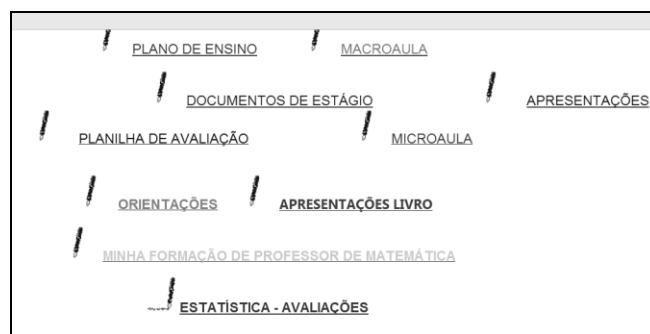 PLANO DE ENSINO MACROAULA
DOCUMENTOS DE ESTÁGIO APRESENTAÇÕES
PLANILHA DE AVALIAÇÃO MICROAULA
ORIENTAÇÕES APRESENTAÇÕES LIVRO
MINHA FORMAÇÃO DE PROFESSOR DE MATEMÁTICA
ESTATÍSTICA - AVALIAÇÕES